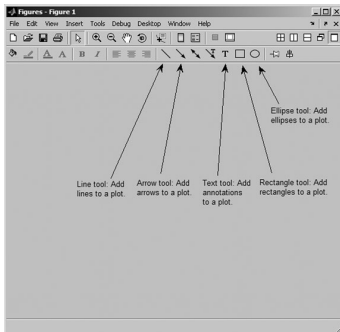 Figures - Figure 1
File Edit View Insert Tools Debug Desktop Window Help
A A B I T
Ellipse tool: Add
ellipses to a plot.
Line tool: Add
lines to a plot.
Arrow tool: Add
arrows to a plot.
Text tool: Add
annotations
to a plot.
Rectangle tool: Add
rectangles to a plot.